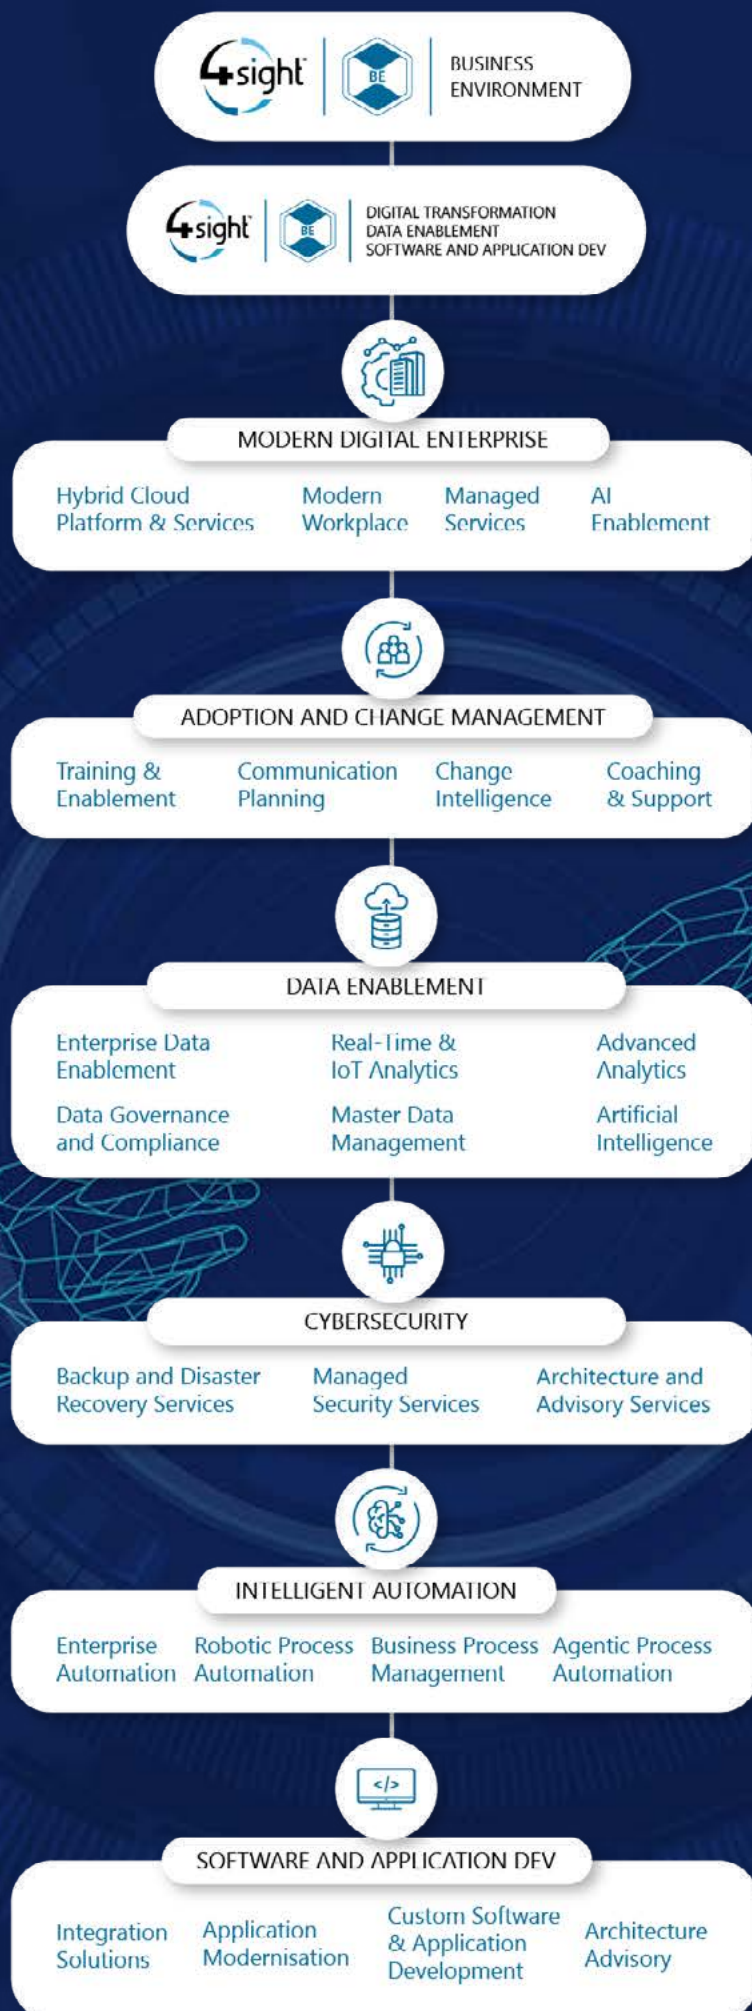 4sight
BE
BUSINESS
ENVIRONMENT
4sight
BE
DIGITAL TRANSFORMATION
DATA ENABLEMENT
SOFTWARE AND APPLICATION DEV
MODERN DIGITAL ENTERPRISE
Hybrid Cloud
Platform & Services
Modern
Workplace
Managed
Services
AI
Enablement
ADOPTION AND CHANGE MANAGEMENT
Training &
Enablement
Communication
Planning
Change
Intelligence
Coaching
& Support
DATA ENABLEMENT
Enterprise Data
Enablement
Real-Time &
IoT Analytics
Advanced
Analytics
Data Governance
and Compliance
Master Data
Management
Artificial
Intelligence
CYBERSECURITY
Backup and Disaster
Recovery Services
Managed
Security Services
Architecture and
Advisory Services
INTELLIGENT AUTOMATION
Enterprise
Automation
Robotic Process
Automation
Business Process
Management
Agentic Process
Automation
</>
SOFTWARE AND APPLICATION DEV
Integration
Solutions
Application
Modernisation
Custom Software
& Application
Development
Architecture
Advisory